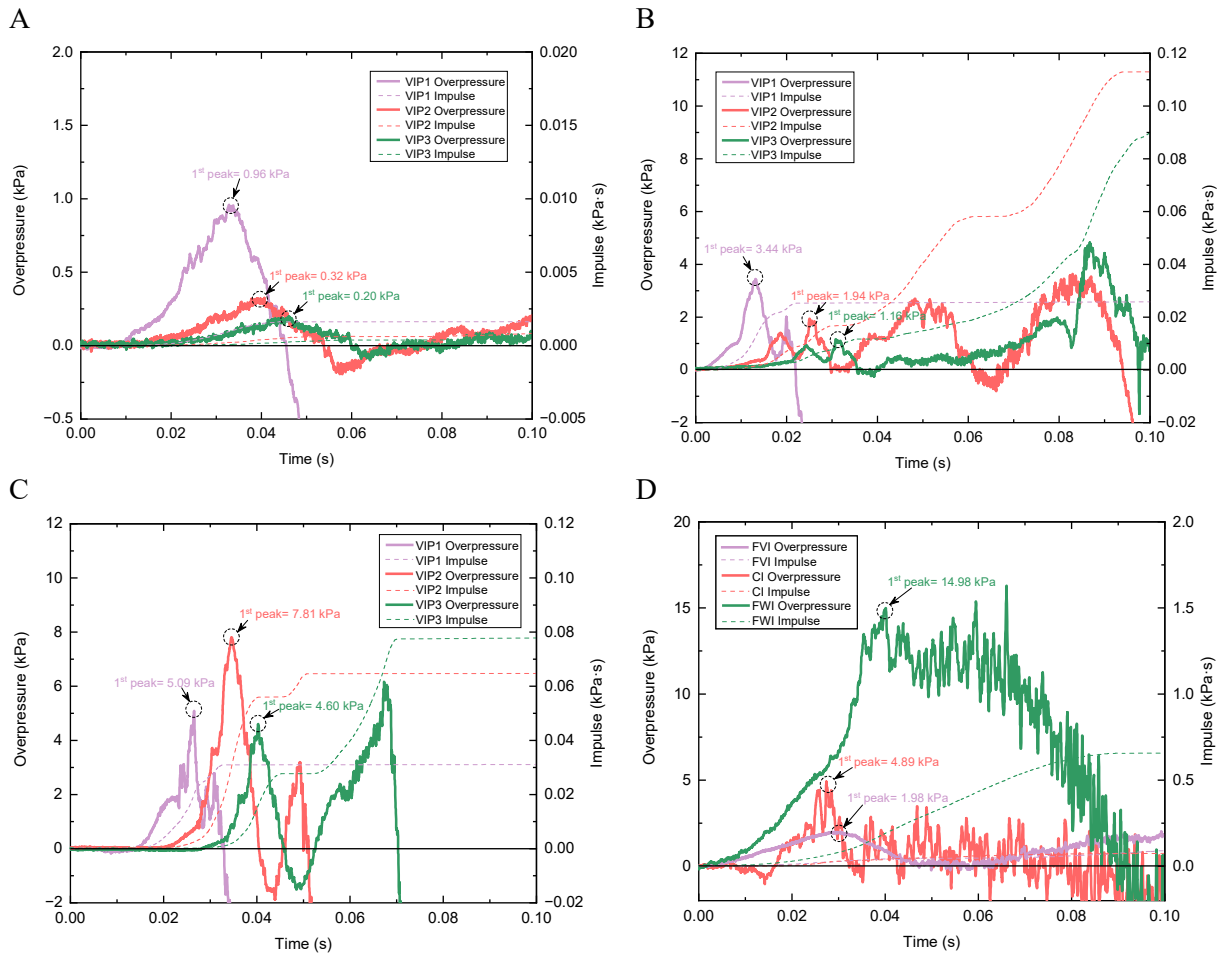 A
Overpressure (kPa)
2.0
1.5
1.0
0.5
0.0
−0.5
0.00
0.02
0.04
0.06
0.08
0.10
Time (s)
0.020
0.015
0.010
0.005
0.000
−0.005
Impulse (kPa·s)
VIP1 Overpressure
VIP1 Impulse
VIP2 Overpressure
VIP2 Impulse
VIP3 Overpressure
VIP3 Impulse
1st peak= 0.96 kPa
1st peak= 0.32 kPa
1st peak= 0.20 kPa
B
Overpressure (kPa)
12
10
8
6
4
2
0
−2
0.00
0.02
0.04
0.06
0.08
0.10
Time (s)
0.12
0.10
0.08
0.06
0.04
0.02
0.00
−0.02
Impulse (kPa·s)
VIP1 Overpressure
VIP1 Impulse
VIP2 Overpressure
VIP2 Impulse
VIP3 Overpressure
VIP3 Impulse
1st peak= 3.44 kPa
1st peak= 1.94 kPa
1st peak= 1.16 kPa
C
Overpressure (kPa)
12
10
8
6
4
2
0
−2
0.00
0.02
0.04
0.06
0.08
0.10
Time (s)
0.12
0.10
0.08
0.06
0.04
0.02
0.00
−0.02
Impulse (kPa·s)
VIP1 Overpressure
VIP1 Impulse
VIP2 Overpressure
VIP2 Impulse
VIP3 Overpressure
VIP3 Impulse
1st peak= 7.81 kPa
1st peak= 5.09 kPa
1st peak= 4.60 kPa
D
Overpressure (kPa)
20
15
10
5
0
0.00
0.02
0.04
0.06
0.08
0.10
Time (s)
2.0
1.5
1.0
0.5
0.0
Impulse (kPa·s)
FVI Overpressure
FVI Impulse
CI Overpressure
CI Impulse
FWI Overpressure
FWI Impulse
1st peak= 14.98 kPa
1st peak= 4.89 kPa
1st peak= 1.98 kPa